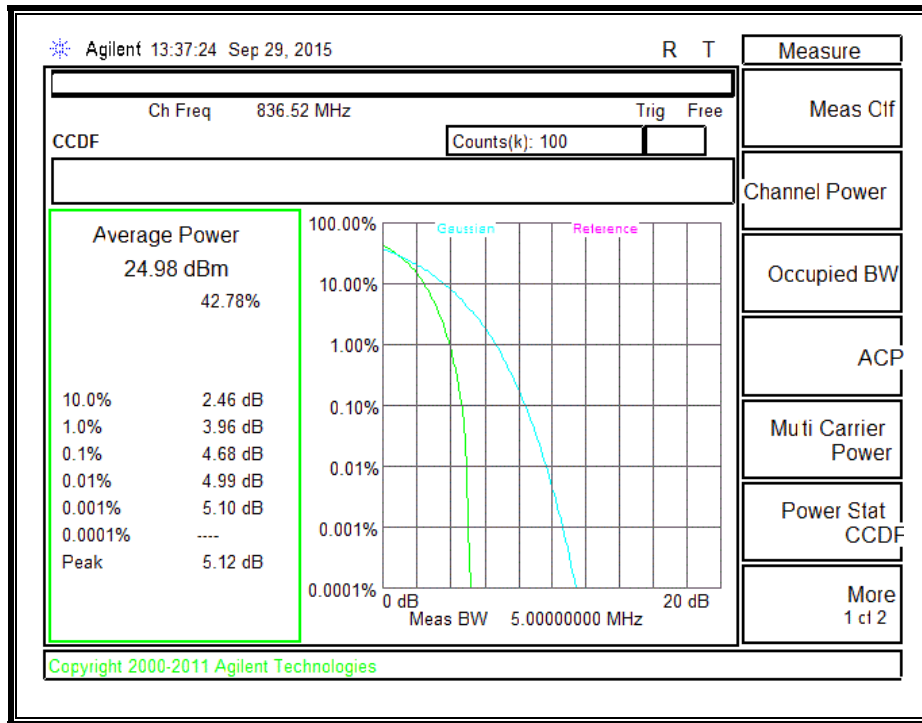 Agilent 13:37:24 Sep 29, 2015 R T
Ch Freq 836.52 MHz Trig Free
CCDF Counts(k): 100
Average Power
24.98 dBm
42.78%
10.0% 2.46 dB
1.0% 3.96 dB
0.1% 4.68 dB
0.01% 4.99 dB
0.001% 5.10 dB
0.0001% ----
Peak 5.12 dB
Gaussian Reference
100.00%
10.00%
1.00%
0.10%
0.01%
0.001%
0.0001%
0 dB 20 dB
Meas BW 5.00000000 MHz
Measure
Meas Off
Channel Power
Occupied BW
ACP
Multi Carrier
Power
Power Stat
CCDF
More
1 of 2
Copyright 2000-2011 Agilent Technologies